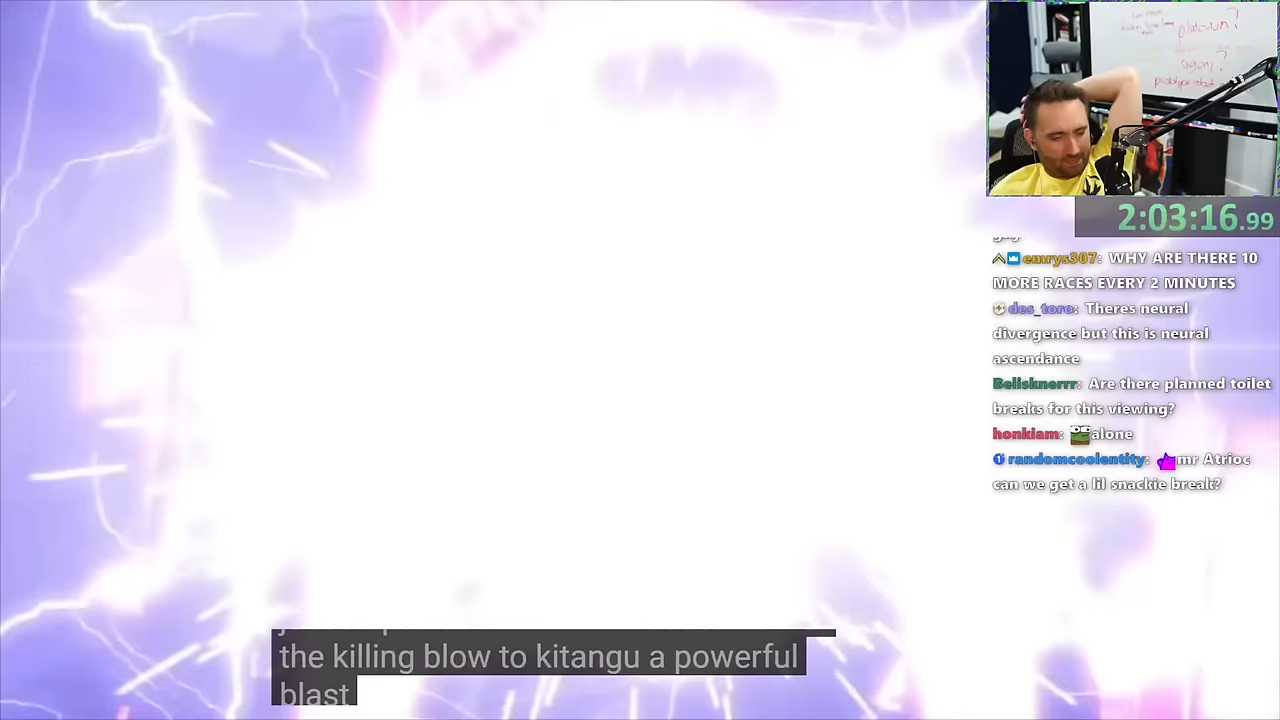 platinum?
agony?
2:03:16.99
emrys307: WHY ARE THERE 10
MORE RACES EVERY 2 MINUTES
des_toro: Theres neural
divergence but this is neural
ascendance
Belisknerrr: Are there planned toilet
breaks for this viewing?
honkiam: alone
randomcoolentity: mr Atrioc
can we get a lil snackie break?
the killing blow to kitangu a powerful
blast